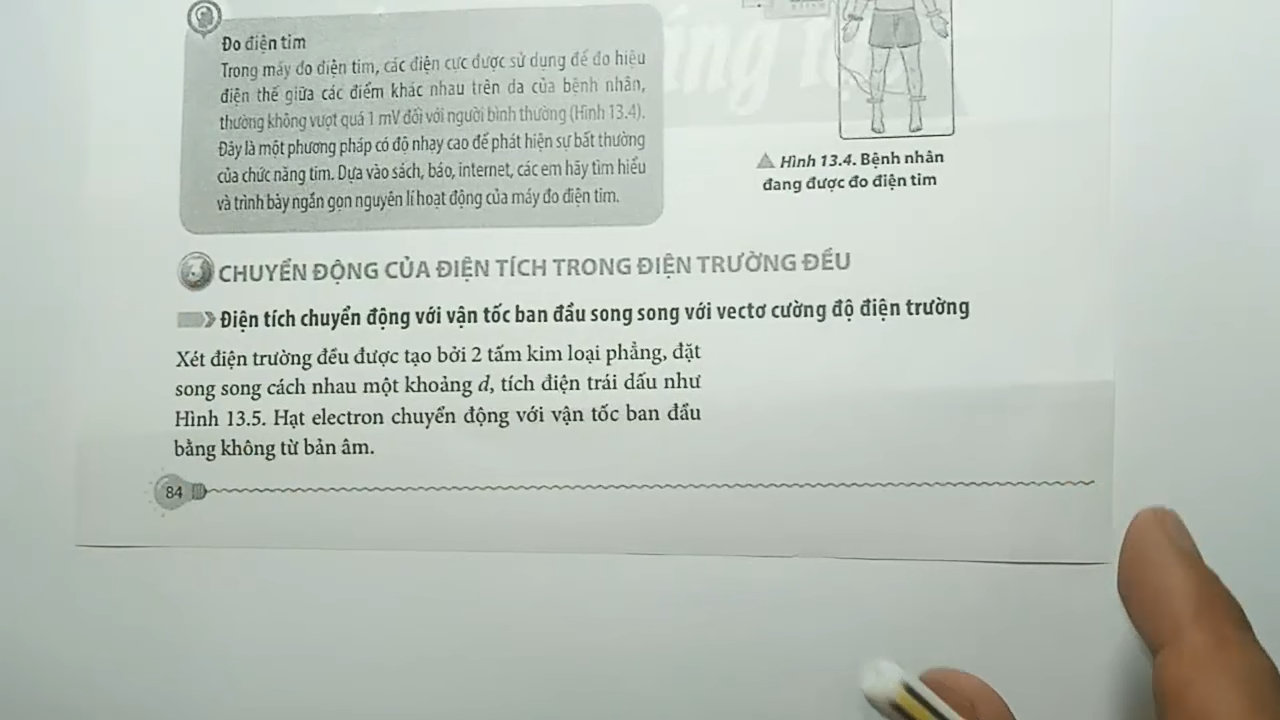 Đo điện tim
Trong máy đo điện tim, các điện cực được sử dụng để đo hiệu
điện thế giữa các điểm khác nhau trên da của bệnh nhân,
thường không vượt quá 1 mV đối với người bình thường (Hình 13.4).
Đây là một phương pháp có độ nhạy cao để phát hiện sự bất thường
của chức năng tim. Dựa vào sách, báo, internet, các em hãy tìm hiểu
và trình bày ngắn gọn nguyên lí hoạt động của máy đo điện tim.
Hình 13.4. Bệnh nhân
đang được đo điện tim
CHUYỂN ĐỘNG CỦA ĐIỆN TÍCH TRONG ĐIỆN TRƯỜNG ĐỀU
Điện tích chuyển động với vận tốc ban đầu song song với vectơ cường độ điện trường
Xét điện trường đều được tạo bởi 2 tấm kim loại phẳng, đặt
song song cách nhau một khoảng d, tích điện trái dấu như
Hình 13.5. Hạt electron chuyển động với vận tốc ban đầu
bằng không từ bản âm.
84